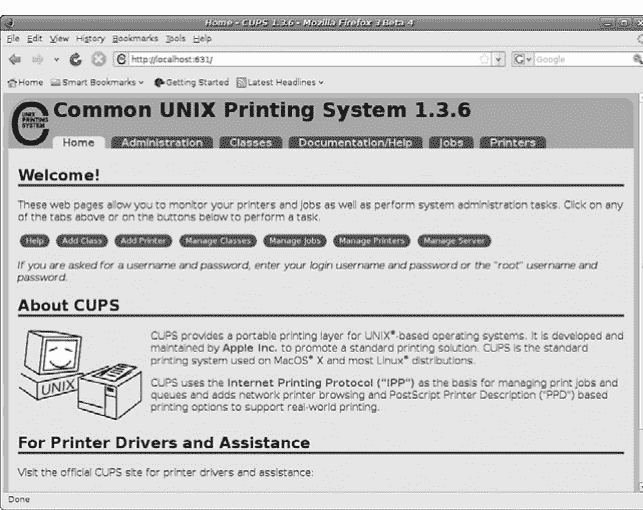 Home - CUPS 1.3.6 - Mozilla Firefox 3 Beta 4
File Edit View History Bookmarks Tools Help
http://localhost:631/
Google
Home Smart Bookmarks Getting Started Latest Headlines
UNIX PRINTING SYSTEM
Common UNIX Printing System 1.3.6
Home Administration Classes Documentation/Help Jobs Printers
Welcome!
These web pages allow you to monitor your printers and jobs as well as perform system administration tasks. Click on any
of the tabs above or on the buttons below to perform a task.
Help Add Class Add Printer Manage Classes Manage Jobs Manage Printers Manage Server
If you are asked for a username and password, enter your login username and password or the "root" username and
password.
About CUPS
UNIX
CUPS provides a portable printing layer for UNIX®-based operating systems. It is developed and
maintained by Apple Inc. to promote a standard printing solution. CUPS is the standard
printing system used on MacOS® X and most Linux® distributions.
CUPS uses the Internet Printing Protocol ("IPP") as the basis for managing print jobs and
queues and adds network printer browsing and PostScript Printer Description ("PPD") based
printing options to support real-world printing.
For Printer Drivers and Assistance
Visit the official CUPS site for printer drivers and assistance:
Done